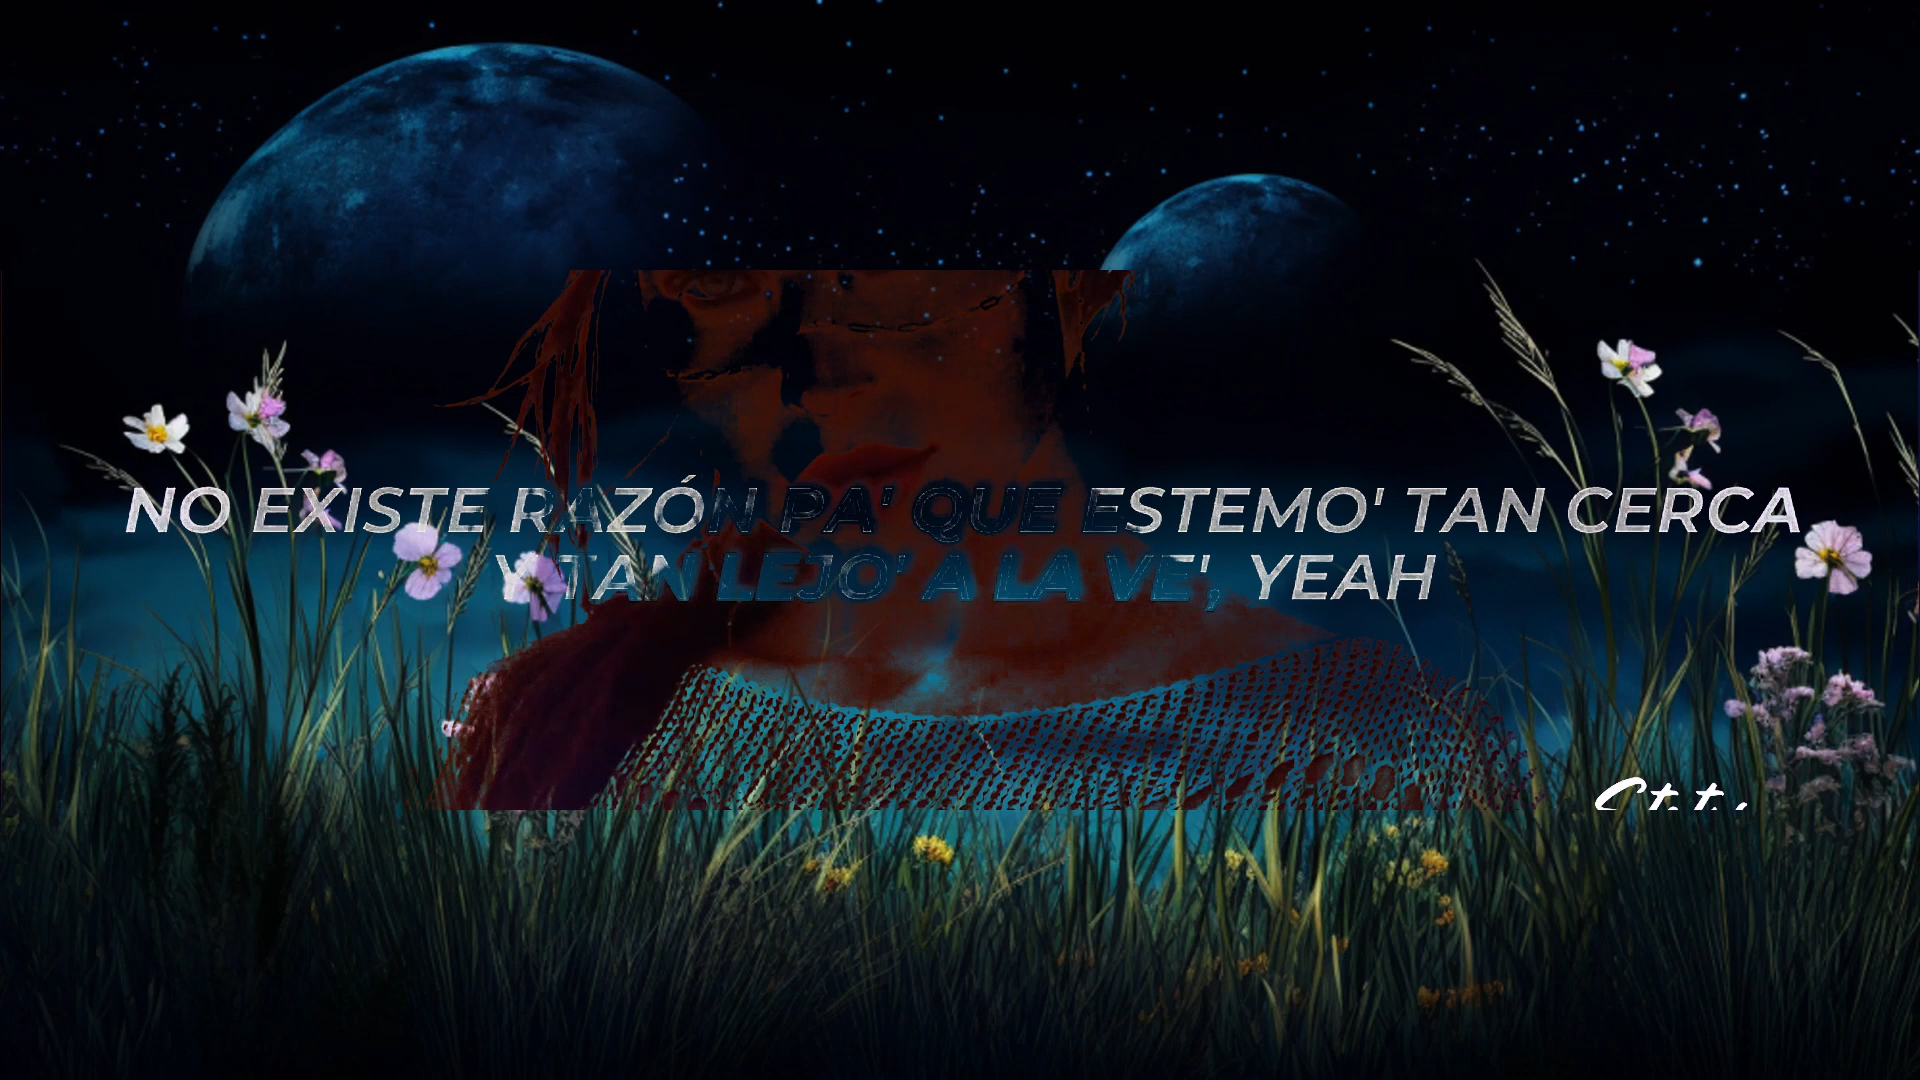 NO EXISTE RAZÓN PA' QUE ESTEMO' TAN CERCA
Y TAN LEJO' A LA VE', YEAH